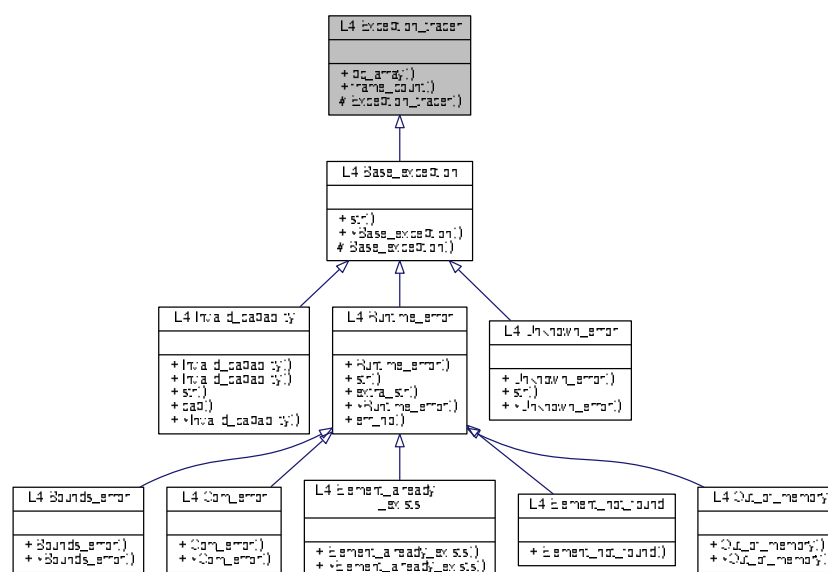 L4 Exception_tracer
+ pc_array()
+ frame_count()
# Exception_tracer()
L4 Base_exception
+ str()
+ ~Base_exception()
# Base_exception()
L4 Invalid_capability
+ Invalid_capability()
+ Invalid_capability()
+ str()
+ cap()
+ ~Invalid_capability()
L4 Runtime_error
+ Runtime_error()
+ str()
+ extra_str()
+ ~Runtime_error()
+ err_no()
L4 Unknown_error
+ Unknown_error()
+ str()
+ ~Unknown_error()
L4 Bounds_error
+ Bounds_error()
+ ~Bounds_error()
L4 Com_error
+ Com_error()
+ ~Com_error()
L4 Element_already
_exists
+ Element_already_exists()
+ ~Element_already_exists()
L4 Element_not_found
+ Element_not_found()
L4 Out_of_memory
+ Out_of_memory()
+ ~Out_of_memory()